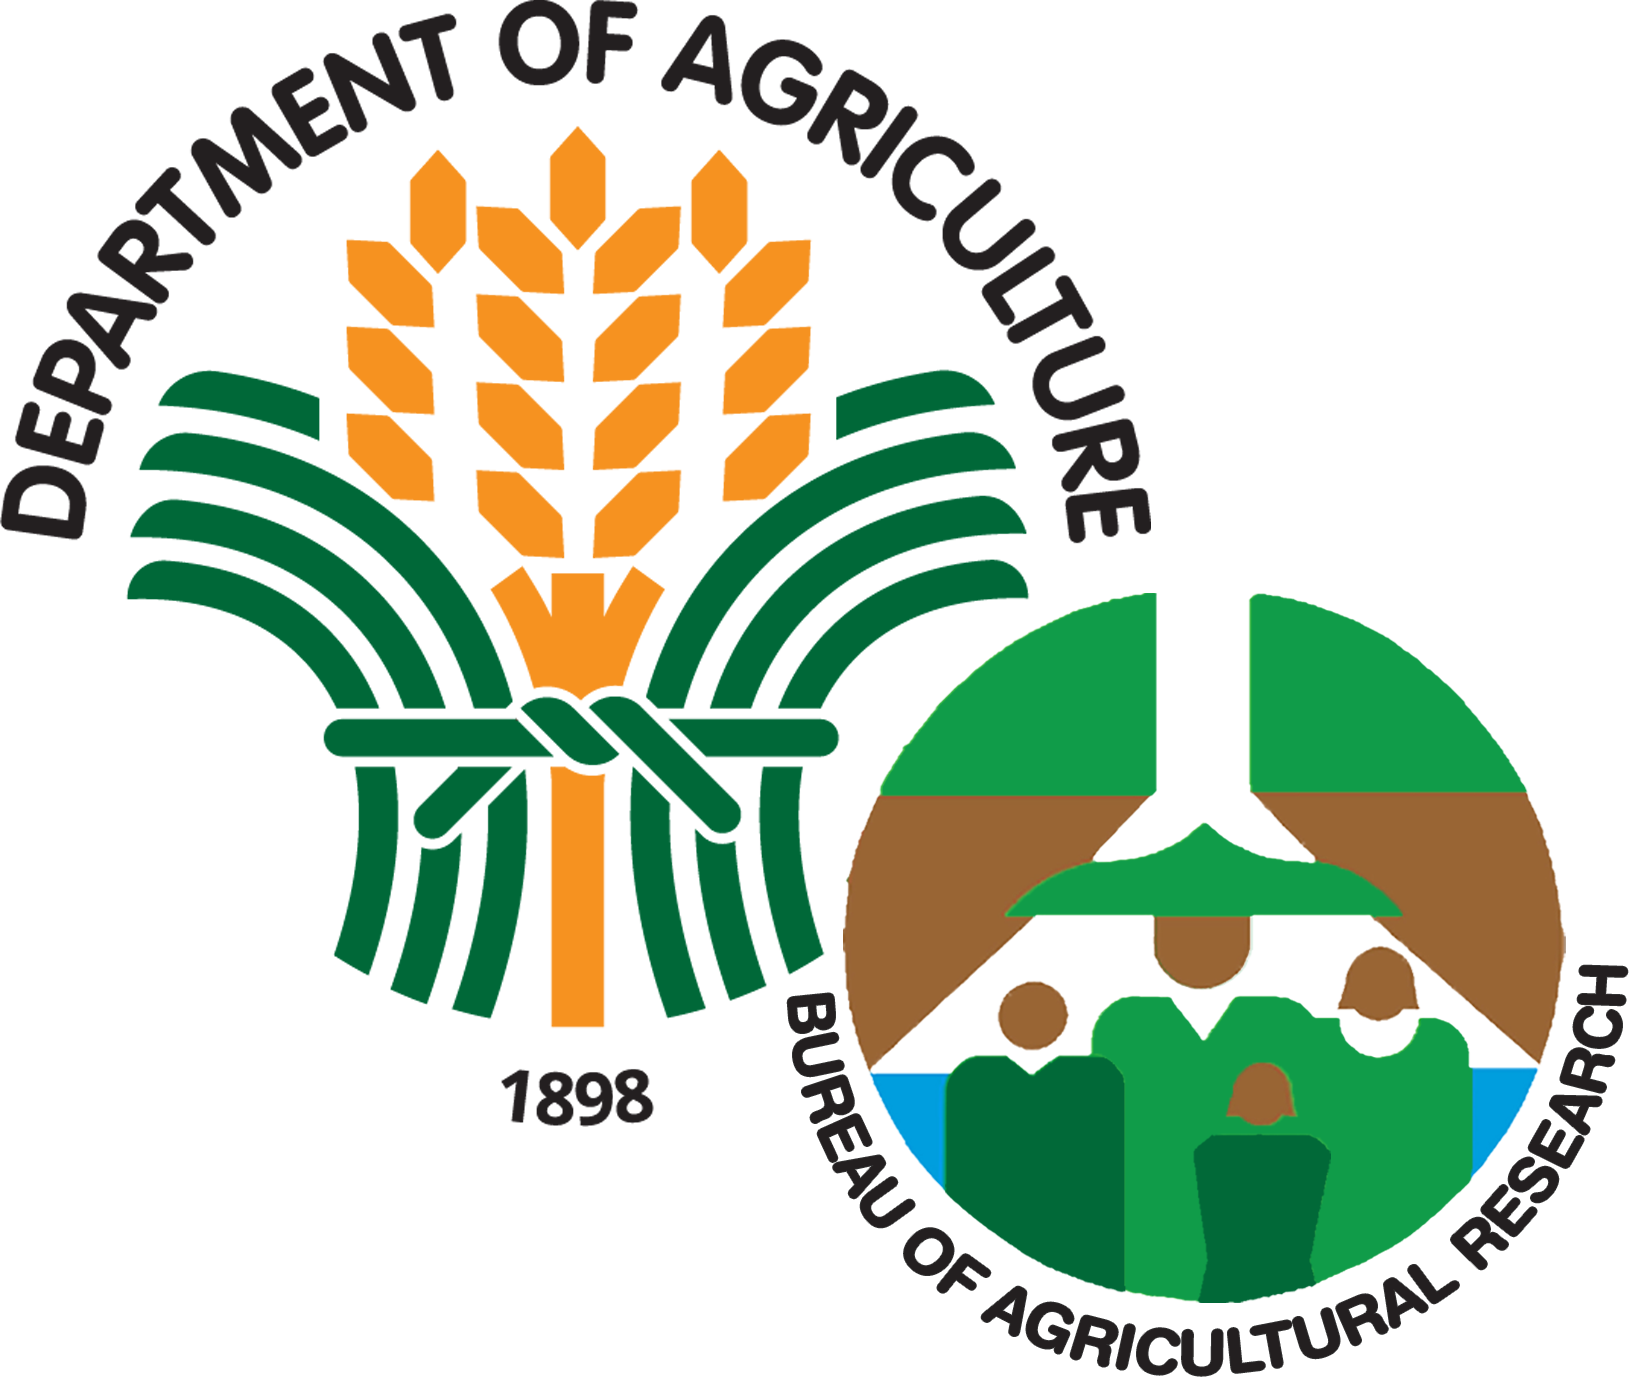 DEPARTMENT OF AGRICULTURE
1898
BUREAU OF AGRICULTURAL RESEARCH